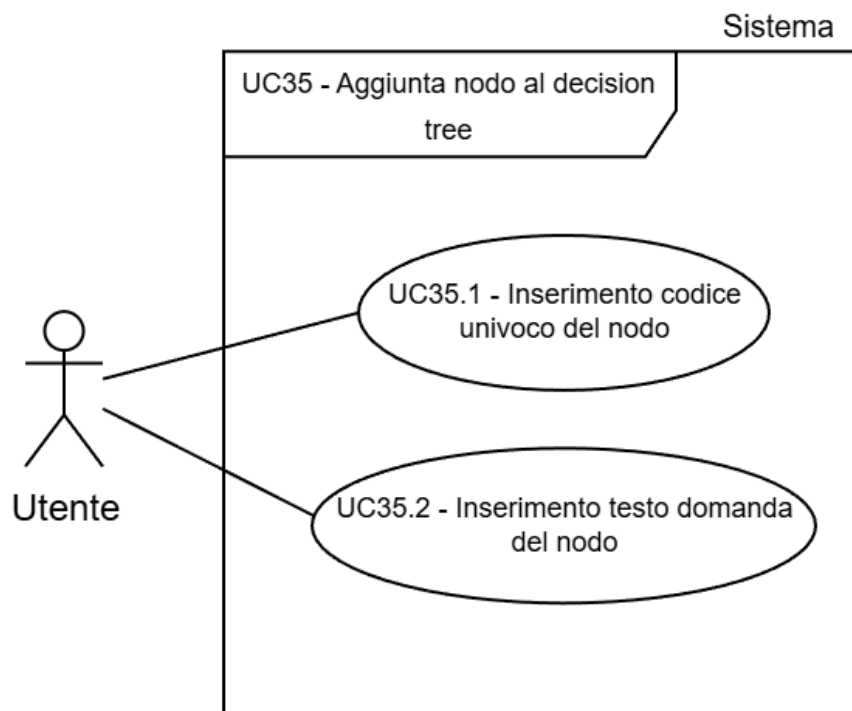 Sistema
UC35 - Aggiunta nodo al decision
tree
UC35.1 - Inserimento codice
univoco del nodo
Utente
UC35.2 - Inserimento testo domanda
del nodo